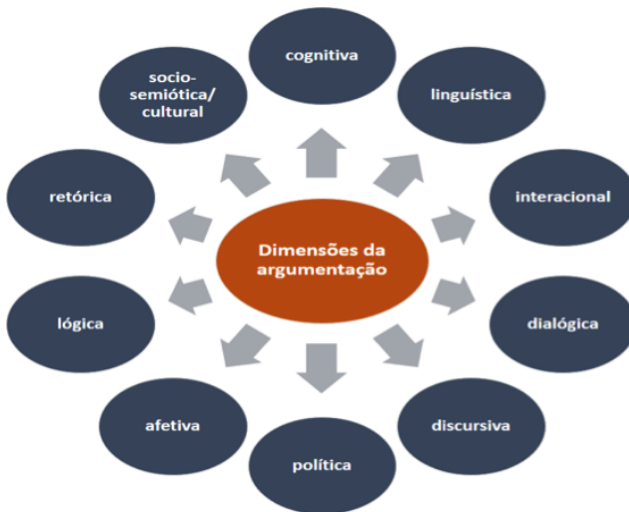 cognitiva
linguística
interacional
dialógica
discursiva
política
afetiva
lógica
retórica
socio-
semiótica/
cultural
Dimensões da
argumentação